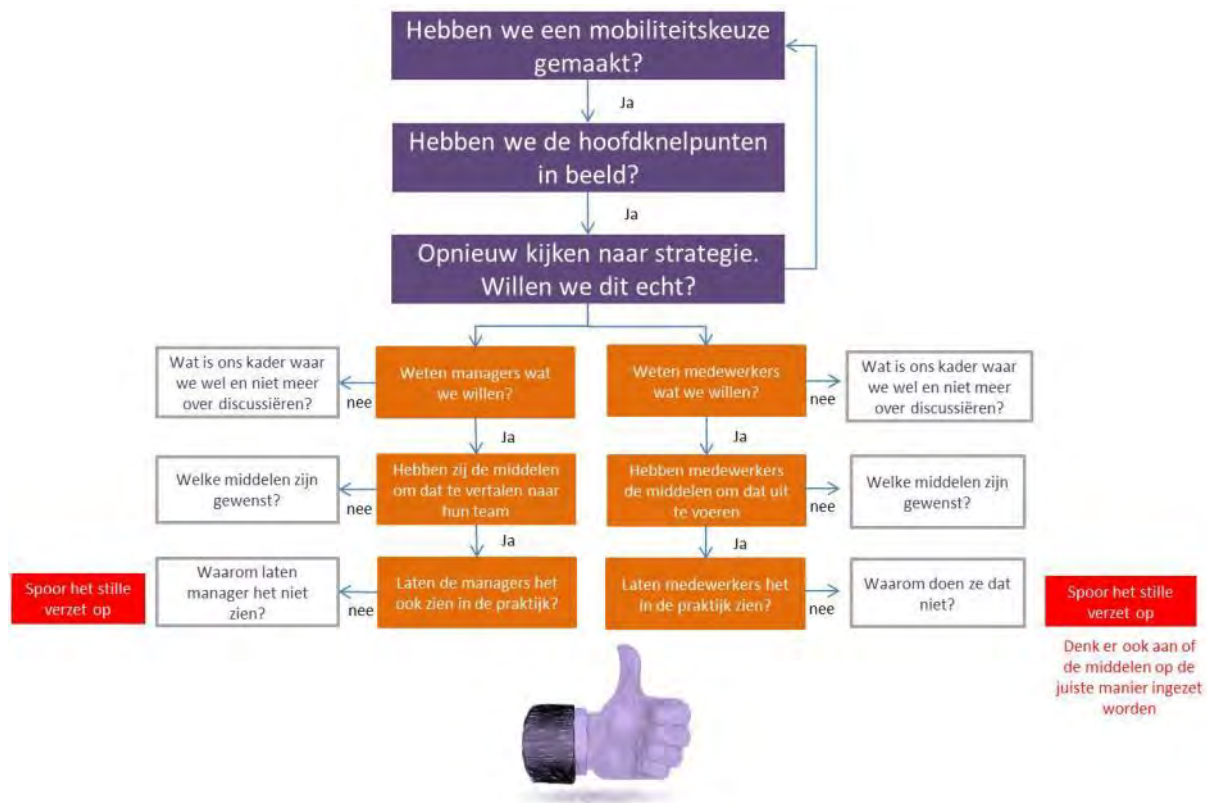 Hebben we een mobiliteitskeuze
gemaakt?
Ja
Hebben we de hoofdknelpunten
in beeld?
Ja
Opnieuw kijken naar strategie.
Willen we dit echt?
Wat is ons kader waar
we wel en niet meer
over discussiëren?
nee
Weten managers wat
we willen?
Weten medewerkers
wat we willen?
nee
Wat is ons kader waar
we wel en niet meer
over discussiëren?
Ja
Ja
Welke middelen zijn
gewenst?
nee
Hebben zij de middelen
om dat te vertalen naar
hun team
Hebben medewerkers
de middelen om dat uit
te voeren
nee
Welke middelen zijn
gewenst?
Ja
Ja
Spoor het stille
verzet op
Waarom laten
manager het niet
zien?
nee
Laten de managers het
ook zien in de praktijk?
Laten medewerkers het
in de praktijk zien?
nee
Waarom doen ze dat
niet?
Spoor het stille
verzet op
Denk er ook aan of
de middelen op de
juiste manier ingezet
worden